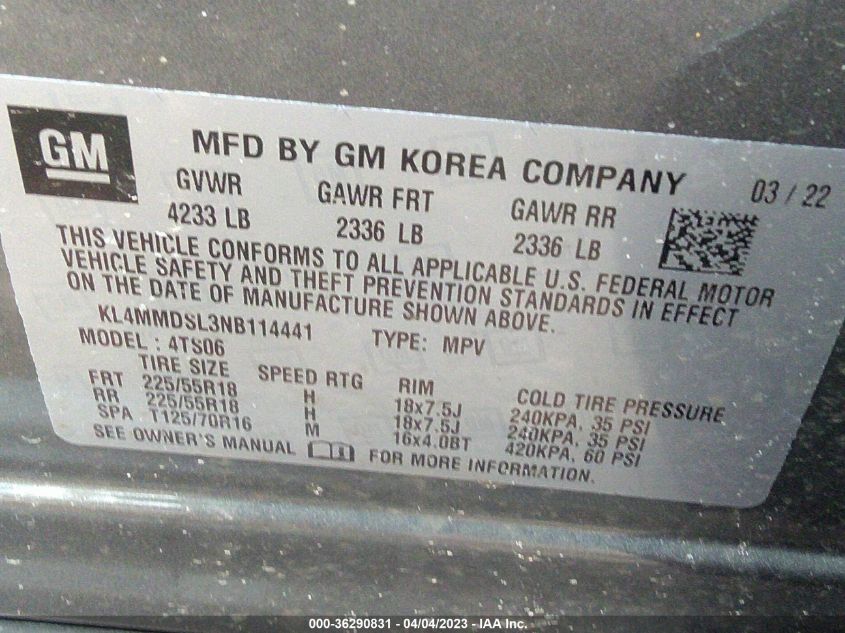 GM
MFD BY GM KOREA COMPANY 03 / 22
GVWR GAWR FRT GAWR RR
4233 LB 2336 LB 2336 LB
THIS VEHICLE CONFORMS TO ALL APPLICABLE U.S. FEDERAL MOTOR
VEHICLE SAFETY AND THEFT PREVENTION STANDARDS IN EFFECT
ON THE DATE OF MANUFACTURE SHOWN ABOVE.
KL4MMDSL3NB114441 TYPE: MPV
MODEL : 4TS06
TIRE SIZE SPEED RTG RIM COLD TIRE PRESSURE
FRT 225/55R18 H 18x7.5J 240KPA, 35 PSI
RR 225/55R18 H 18x7.5J 240KPA, 35 PSI
SPA T125/70R16 M 16x4.0BT 420KPA, 60 PSI
SEE OWNER'S MANUAL FOR MORE INFORMATION.
000-36290831 - 04/04/2023 - IAA Inc.